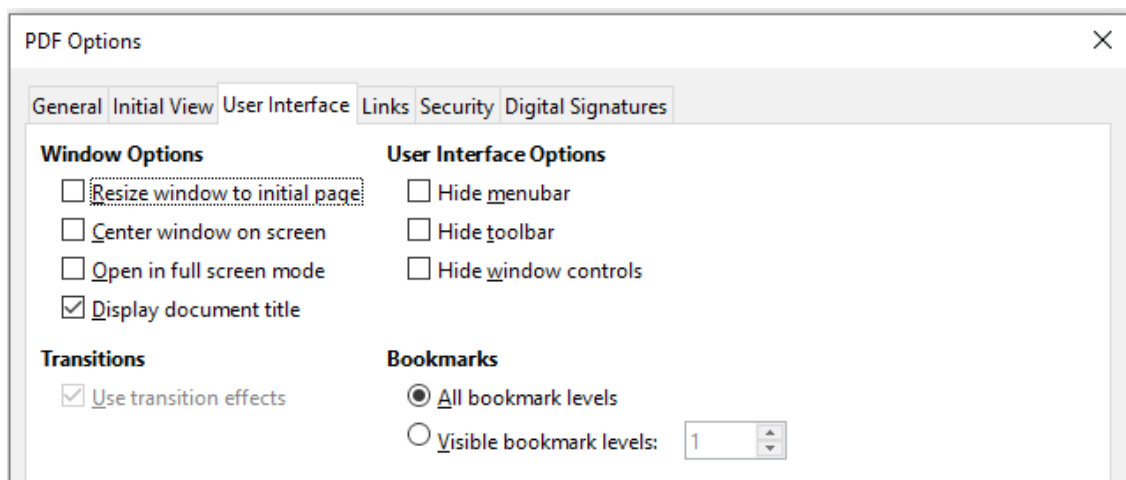 PDF Options
General Initial View User Interface Links Security Digital Signatures
Window Options
Resize window to initial page
Center window on screen
Open in full screen mode
Display document title
User Interface Options
Hide menubar
Hide toolbar
Hide window controls
Transitions
Use transition effects
Bookmarks
All bookmark levels
Visible bookmark levels: 1